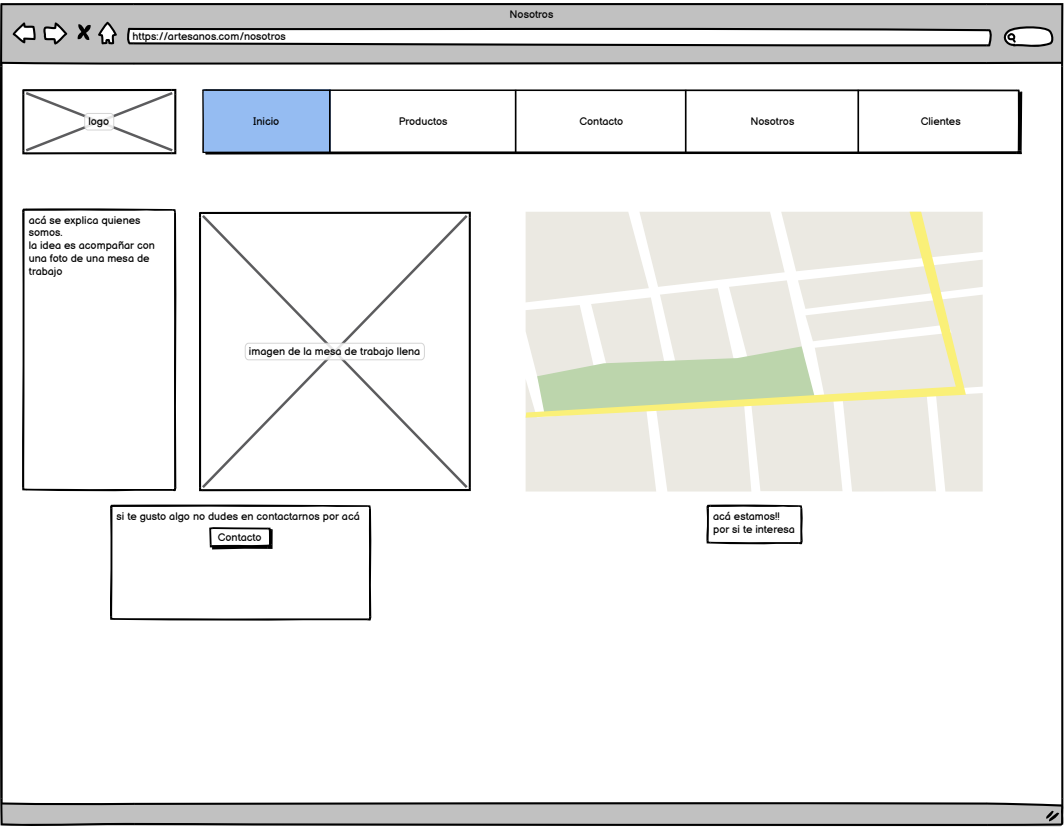 Nosotros
https://artesanos.com/nosotros
logo
Inicio
Productos
Contacto
Nosotros
Clientes
acá se explica quienes
somos.
la idea es acompañar con
una foto de una mesa de
trabajo
imagen de la mesa de trabajo llena
si te gusto algo no dudes en contactarnos por acá
Contacto
acá estamos!!
por si te interesa